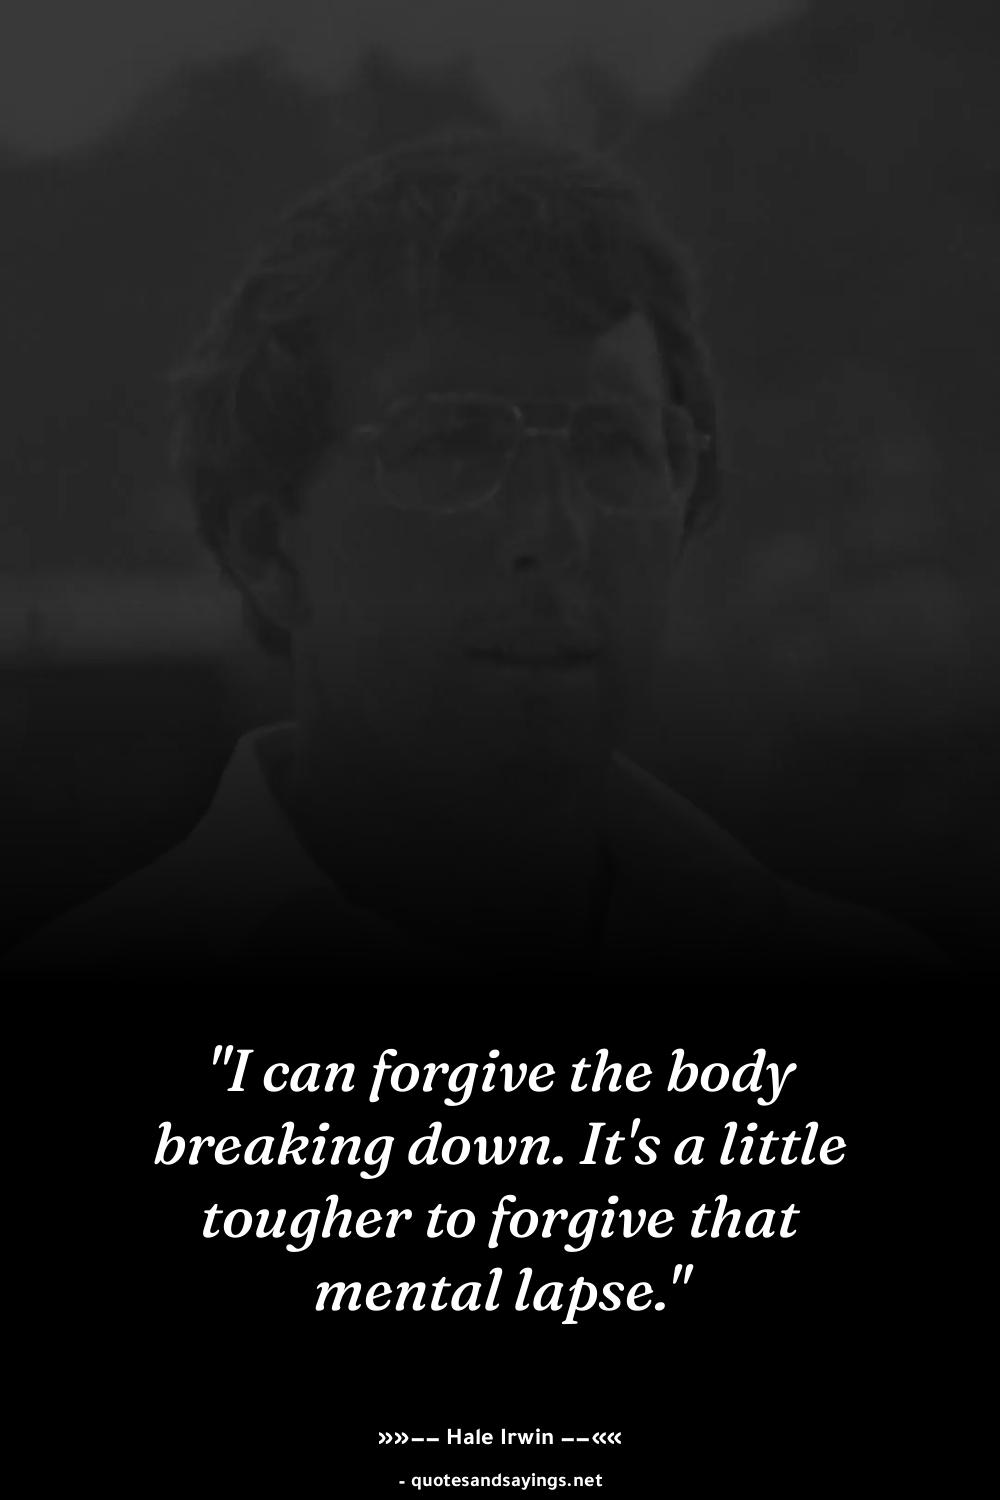 "I can forgive the body
breaking down. It's a little
tougher to forgive that
mental lapse."
»»–– Hale Irwin ––««
- quotesandsayings.net